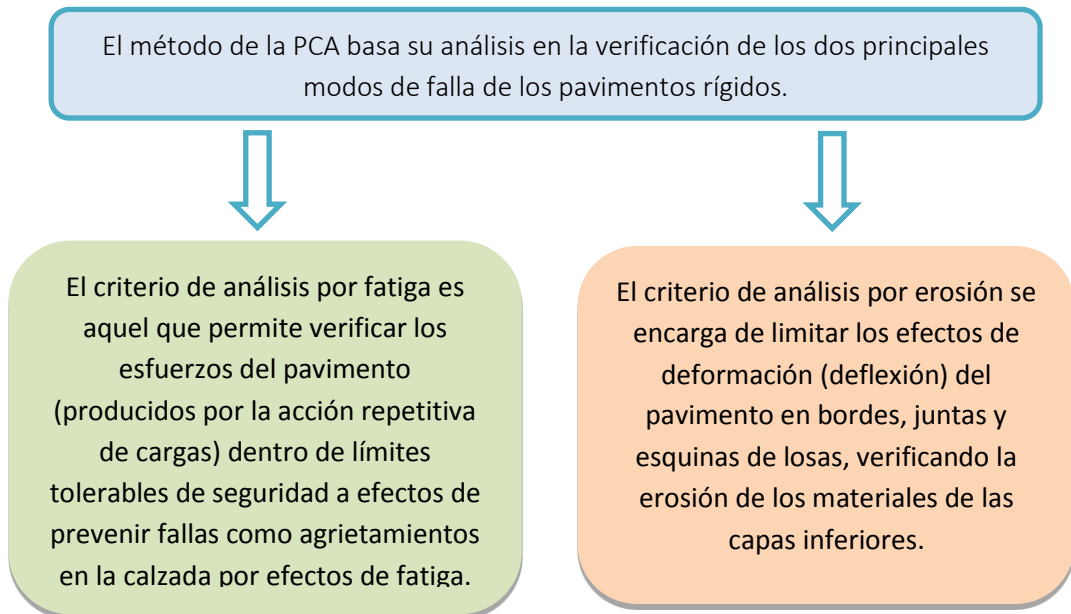 El método de la PCA basa su análisis en la verificación de los dos principales
modos de falla de los pavimentos rígidos.
El criterio de análisis por fatiga es
aquel que permite verificar los
esfuerzos del pavimento
(producidos por la acción repetitiva
de cargas) dentro de límites
tolerables de seguridad a efectos de
prevenir fallas como agrietamientos
en la calzada por efectos de fatiga.
El criterio de análisis por erosión se
encarga de limitar los efectos de
deformación (deflexión) del
pavimento en bordes, juntas y
esquinas de losas, verificando la
erosión de los materiales de las
capas inferiores.